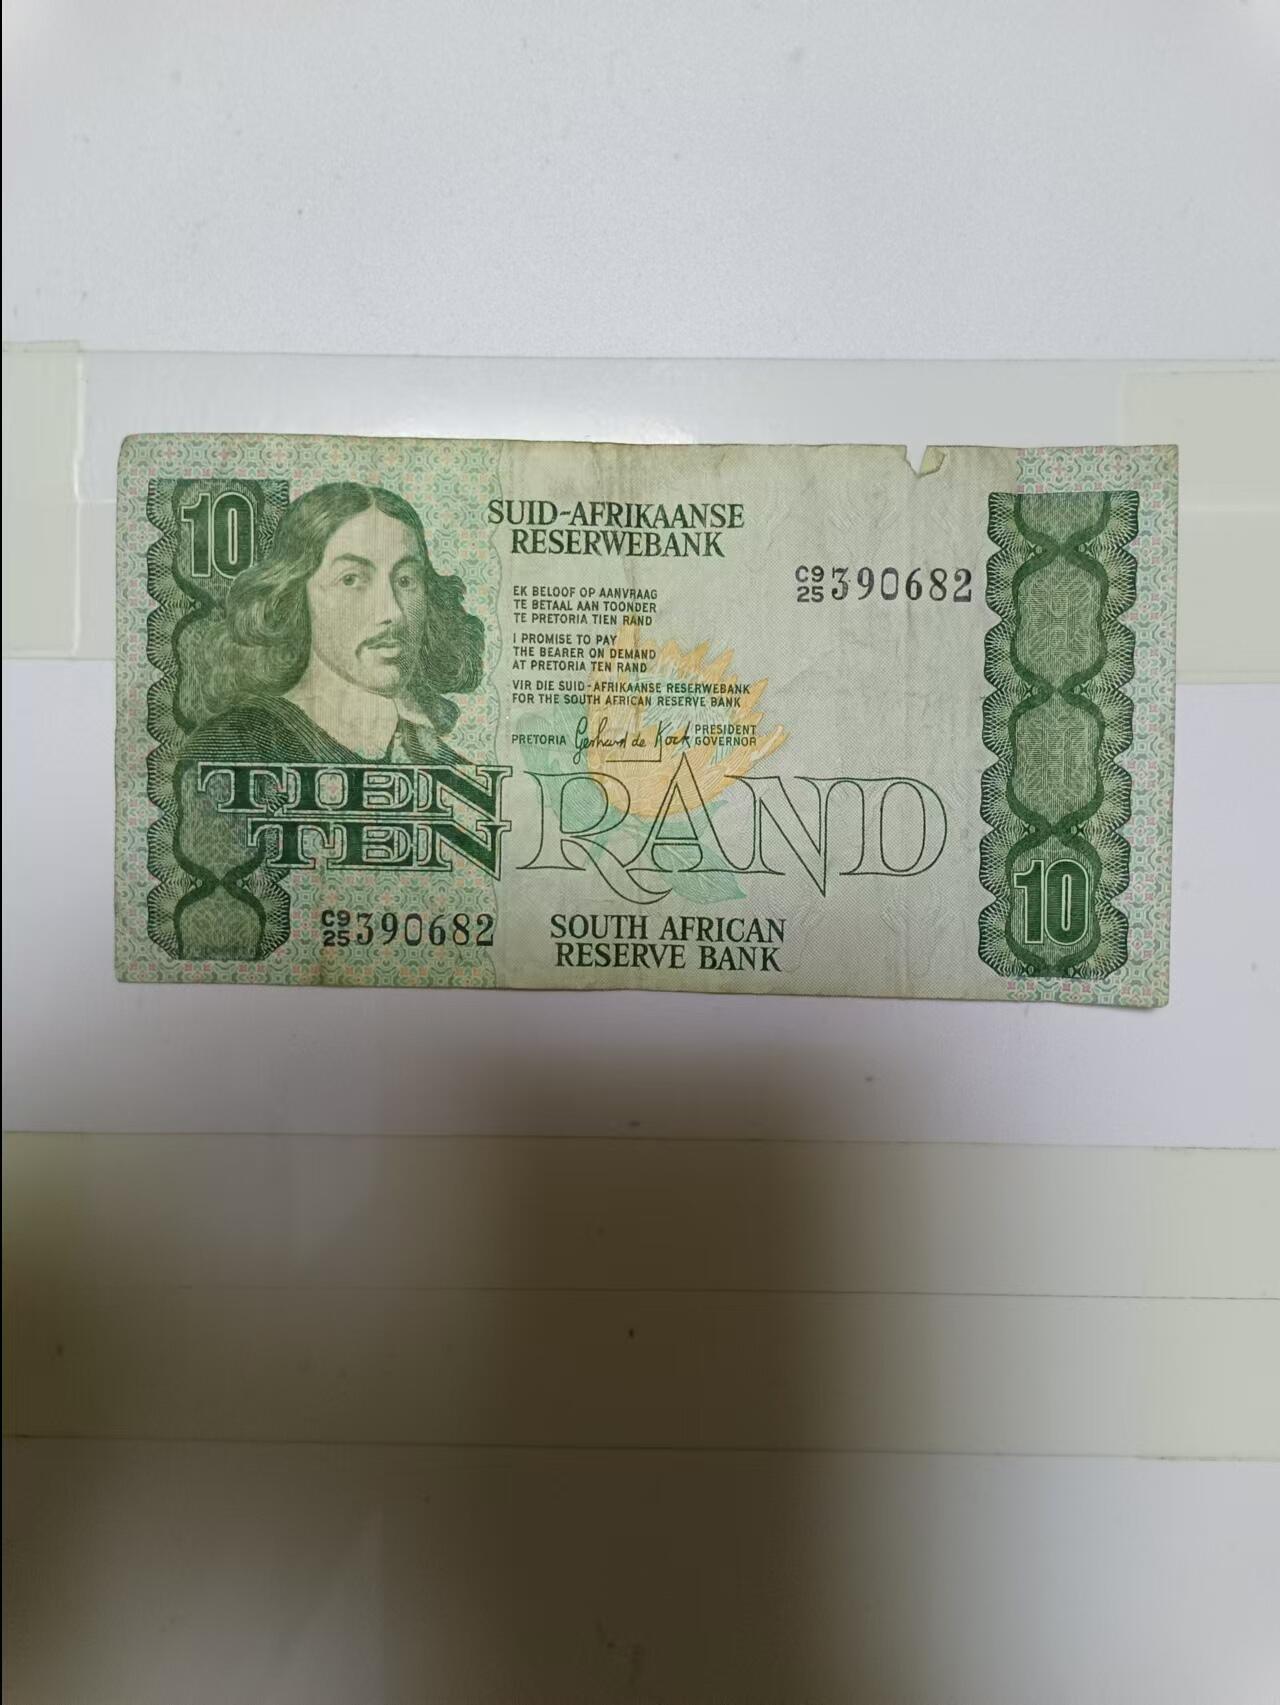 10
SUID-AFRIKAANSE
RESERWEBANK
C9
25 390682
EK BELOOF OP AANVRAAG
TE BETAAL AAN TOONDER
TE PRETORIA TIEN RAND
I PROMISE TO PAY
THE BEARER ON DEMAND
AT PRETORIA TEN RAND
VIR DIE SUID-AFRIKAANSE RESERWEBANK
FOR THE SOUTH AFRICAN RESERVE BANK
PRETORIA Gerhard de Kock PRESIDENT
GOVERNOR
TIEN
TEN RAND
10
C9
25 390682
SOUTH AFRICAN
RESERVE BANK